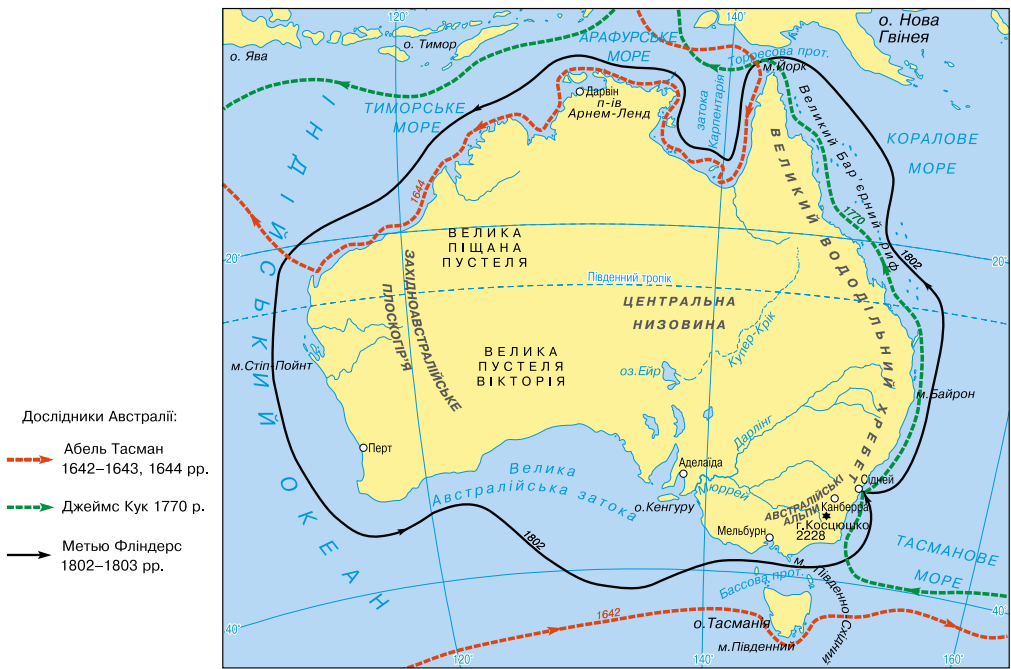 120°
140°
о. Нова
Гвінея
о. Ява
о. Тимор
АРАФУРСЬКЕ
МОРЕ
Торресова прот.
м.Йорк
ТИМОРСЬКЕ
МОРЕ
Дарвін
п-ів
Арнем-Ленд
затока
Карпентарія
Великий Бар'єрний риф
КОРАЛОВЕ
МОРЕ
ІНДІЙСЬКИЙ ОКЕАН
1644
1770
1802
ВЕЛИКА
ПІЩАНА
ПУСТЕЛЯ
ВЕЛИКИЙ ВОДОДІЛЬНИЙ ХРЕБЕТ
20°
20°
Південний тропік
ЗАХІДНОАВСТРАЛІЙСЬКЕ
ПЛОСКОГІР'Я
ЦЕНТРАЛЬНА
НИЗОВИНА
м.Стіп-Пойнт
ВЕЛИКА
ПУСТЕЛЯ
ВІКТОРІЯ
оз.Ейр
Купер-Крік
м.Байрон
Дослідники Австралії:
Абель Тасман
1642–1643, 1644 рр.
Джеймс Кук 1770 р.
Метью Фліндерс
1802–1803 рр.
Перт
Дарлінг
Велика
Австралійська затока
Аделаїда
Муррей
о.Кенгуру
Сідней
АВСТРАЛІЙСЬКІ
АЛЬПИ
Канберра
г.Косцюшко
2228
Мельбурн
1802
м. Південно-Східний
ТАСМАНОВЕ
МОРЕ
Бассова прот.
1642
о.Тасманія
м.Південний
40°
40°
120°
140°
160°